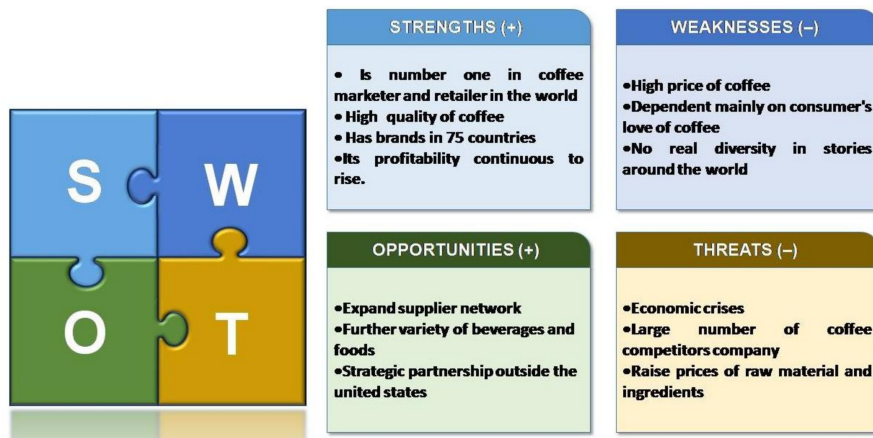 S
W
O
T
STRENGTHS (+)
• Is number one in coffee
marketer and retailer in the world
• High quality of coffee
• Has brands in 75 countries
•Its profitability continuous to
rise.
WEAKNESSES (–)
•High price of coffee
•Dependent mainly on consumer's
love of coffee
•No real diversity in stories
around the world
OPPORTUNITIES (+)
•Expand supplier network
•Further variety of beverages and
foods
•Strategic partnership outside the
united states
THREATS (–)
•Economic crises
•Large number of coffee
competitors company
•Raise prices of raw material and
ingredients